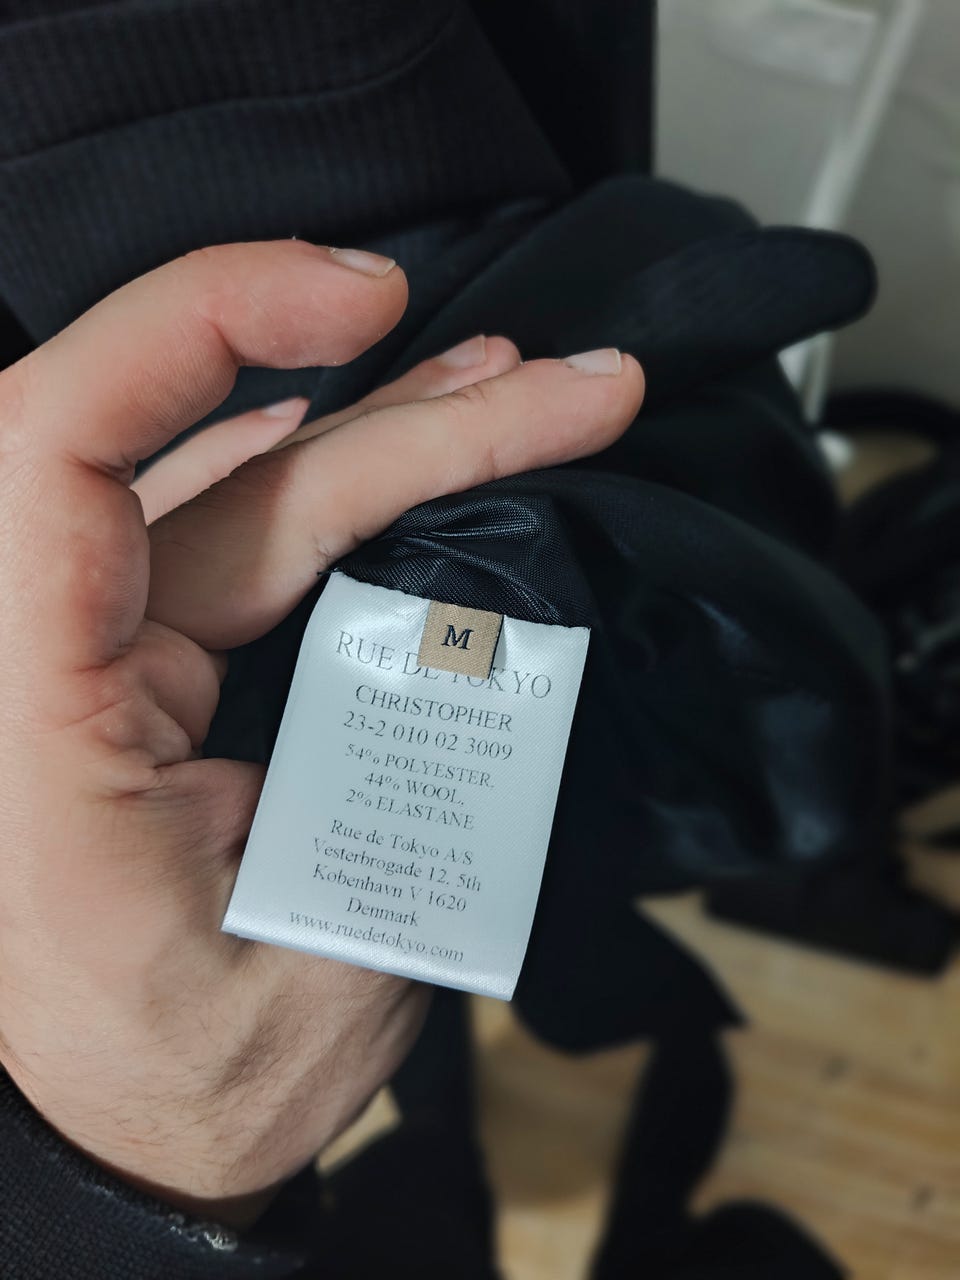 M
RUE DE TOKYO
CHRISTOPHER
23-2 010 02 3009
54% POLYESTER,
44% WOOL,
2% ELASTANE
Rue de Tokyo A/S
Vesterbrogade 12, 5th
Kobenhavn V 1620
Denmark
www.ruedetokyo.com